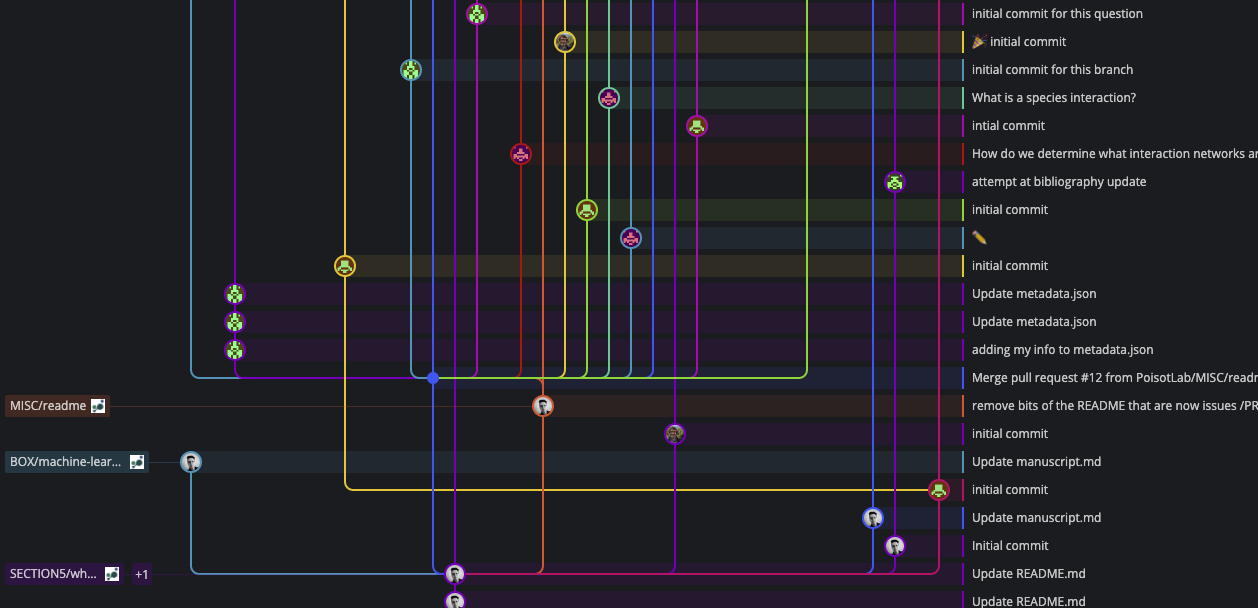 initial commit for this question
🎉 initial commit
initial commit for this branch
What is a species interaction?
intial commit
How do we determine what interaction networks
attempt at bibliography update
initial commit
✏️
initial commit
Update metadata.json
Update metadata.json
adding my info to metadata.json
Merge pull request #12 from PoisotLab/MISC/readm
MISC/readme remove bits of the README that are now issues /PR
initial commit
BOX/machine-lear... Update manuscript.md
initial commit
Update manuscript.md
Initial commit
SECTION5/wh... +1 Update README.md
Update README.md